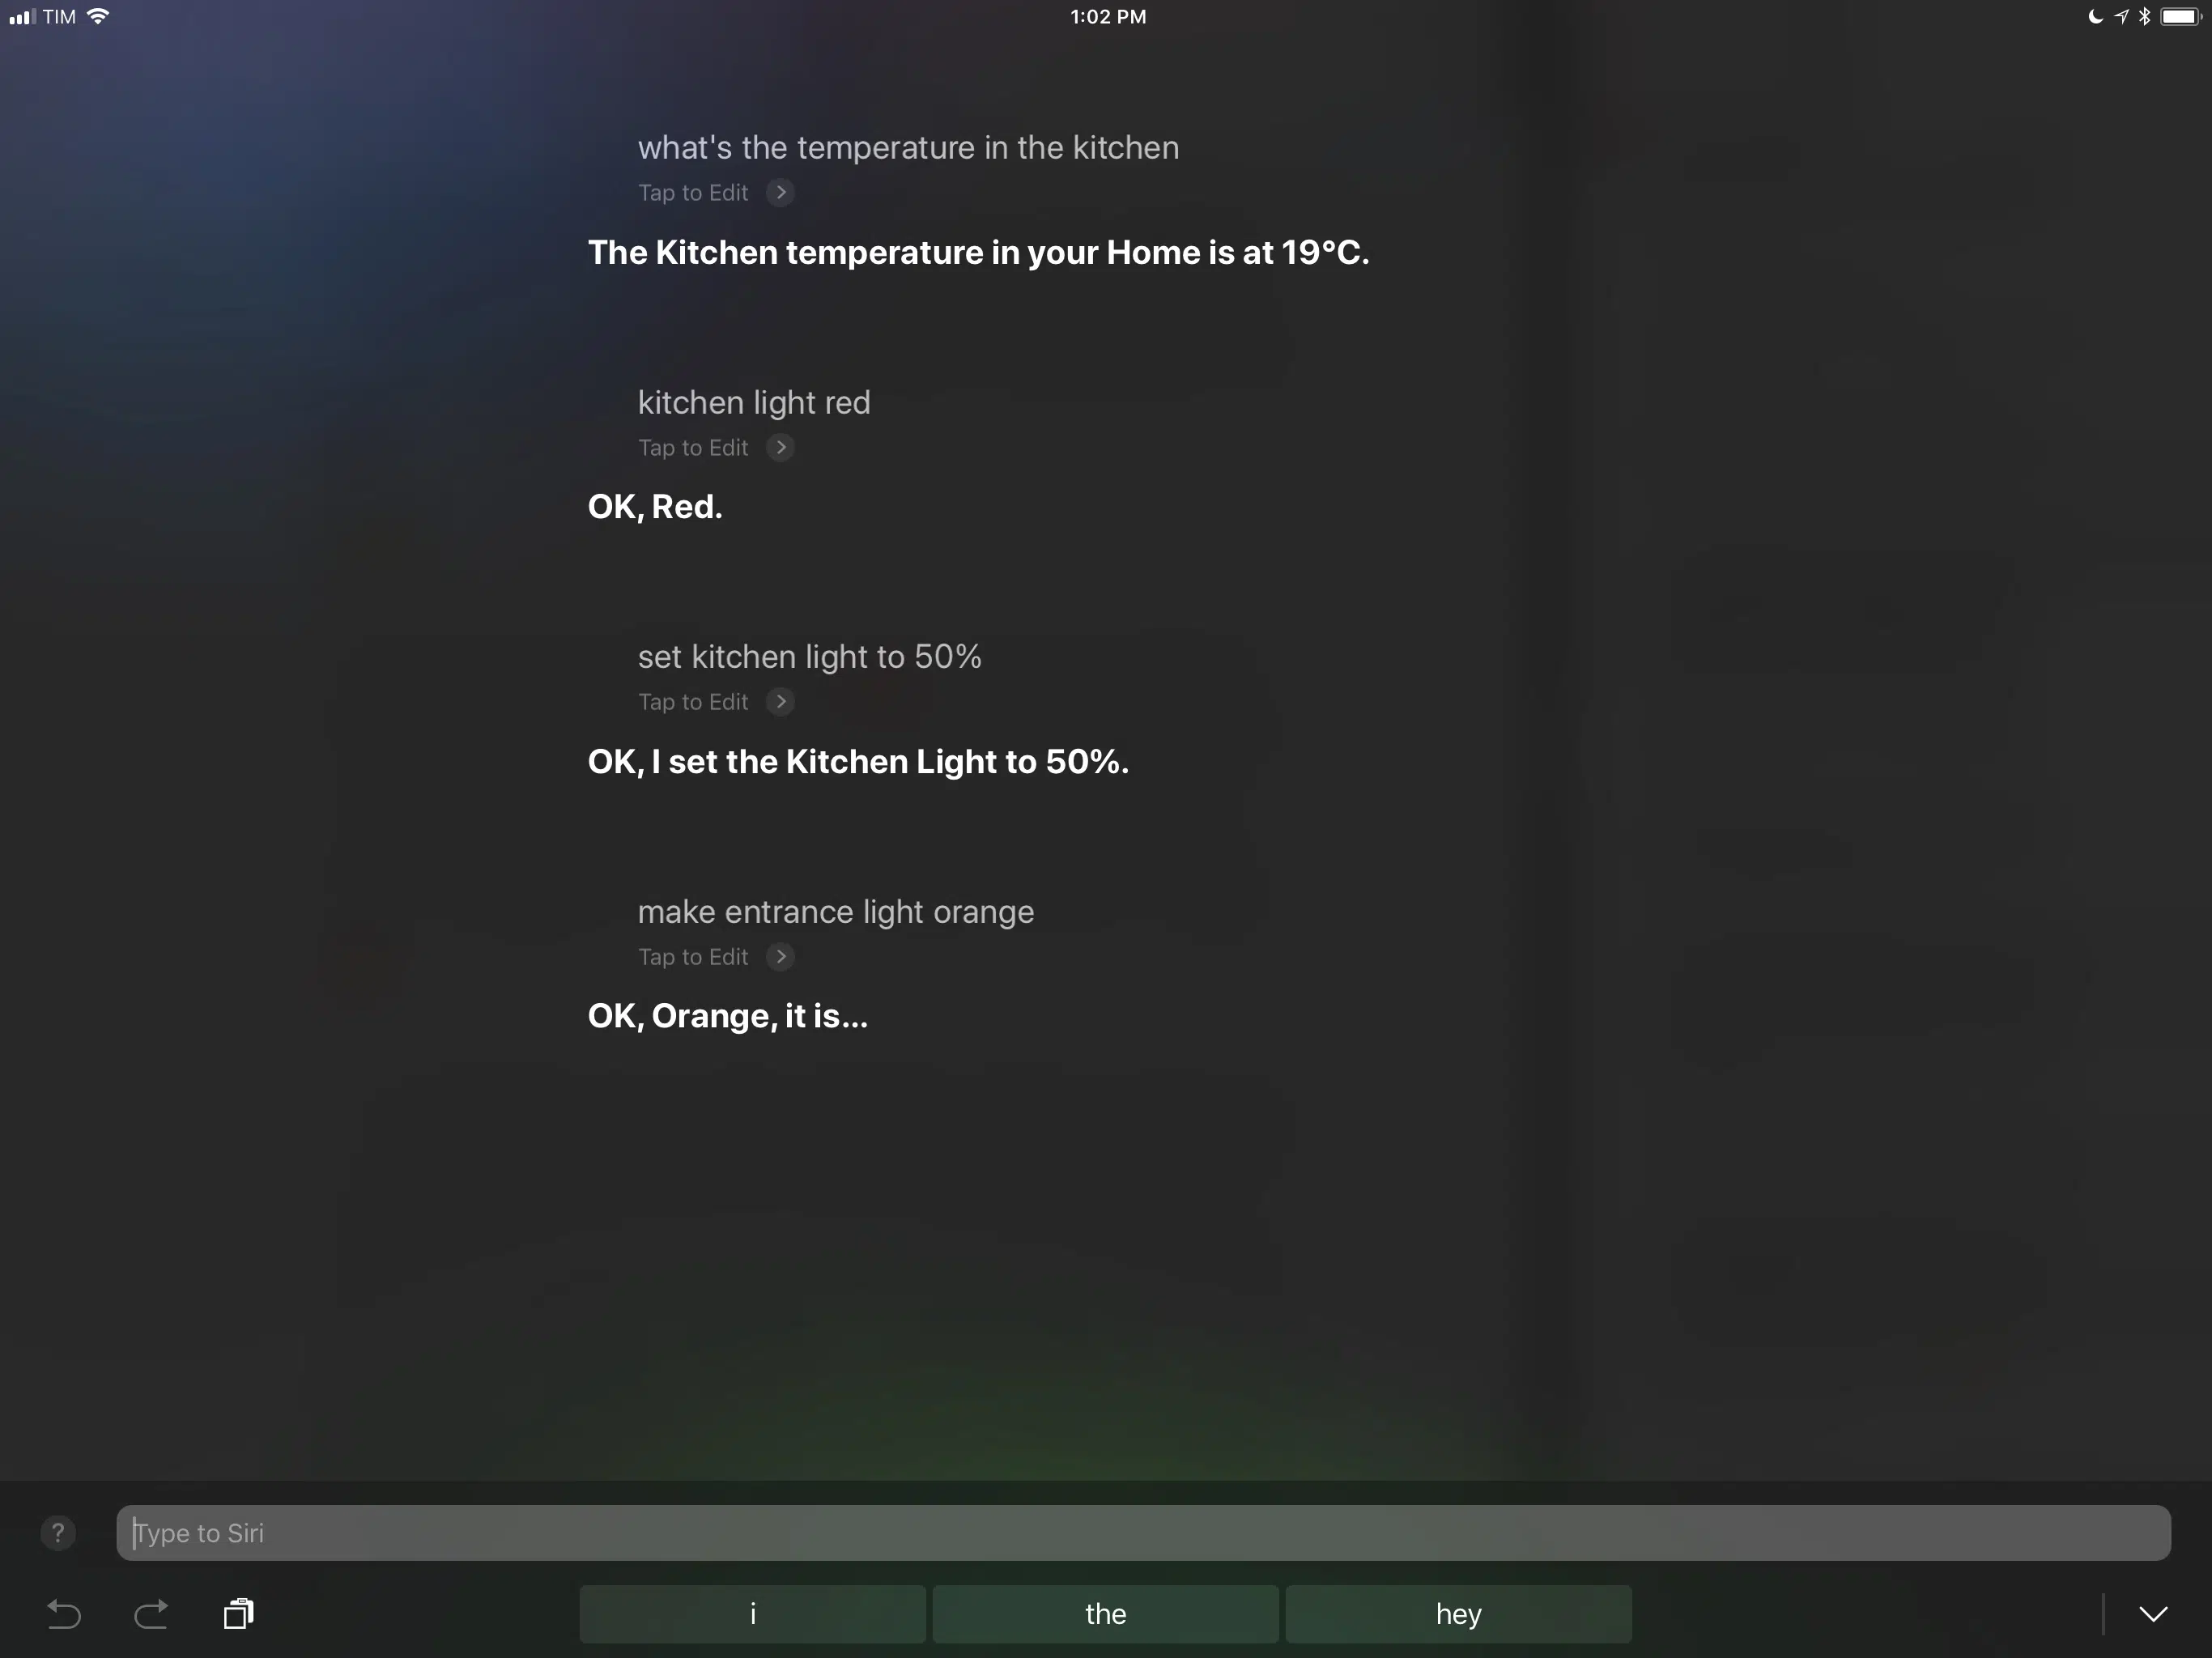 TIM
1:02 PM
what's the temperature in the kitchen
Tap to Edit
The Kitchen temperature in your Home is at 19°C.
kitchen light red
Tap to Edit
OK, Red.
set kitchen light to 50%
Tap to Edit
OK, I set the Kitchen Light to 50%.
make entrance light orange
Tap to Edit
OK, Orange, it is...
?
Type to Siri
i
the
hey